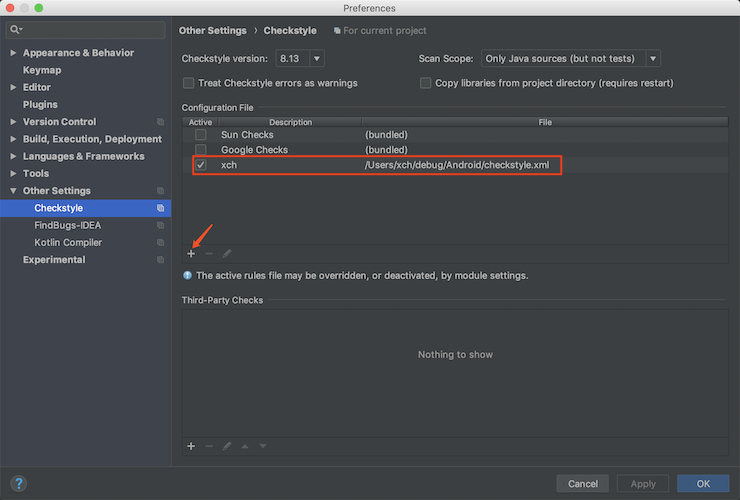 Preferences
Other Settings › Checkstyle For current project
Appearance & Behavior
Keymap
Editor
Plugins
Version Control
Build, Execution, Deployment
Languages & Frameworks
Tools
Other Settings
Checkstyle
FindBugs-IDEA
Kotlin Compiler
Experimental
Checkstyle version: 8.13 Scan Scope: Only Java sources (but not tests)
Treat Checkstyle errors as warnings Copy libraries from project directory (requires restart)
Configuration File
Active Description File
Sun Checks (bundled)
Google Checks (bundled)
xch /Users/xch/debug/Android/checkstyle.xml
The active rules file may be overridden, or deactivated, by module settings.
Third-Party Checks
Nothing to show
? Cancel Apply OK